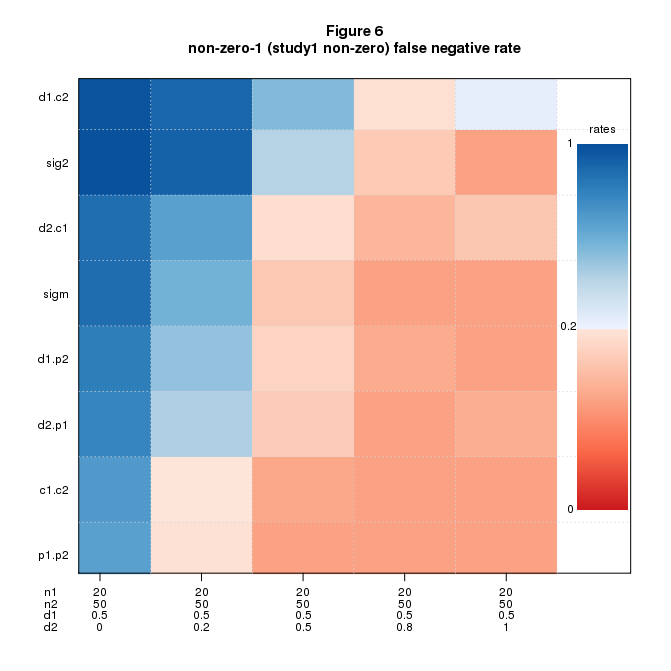 Figure 6
non-zero-1 (study1 non-zero) false negative rate
d1.c2
sig2
d2.c1
sigm
d1.p2
d2.p1
c1.c2
p1.p2
rates
1
0.2
0
n1 20 20 20 20 20
n2 50 50 50 50 50
d1 0.5 0.5 0.5 0.5 0.5
d2 0 0.2 0.5 0.8 1